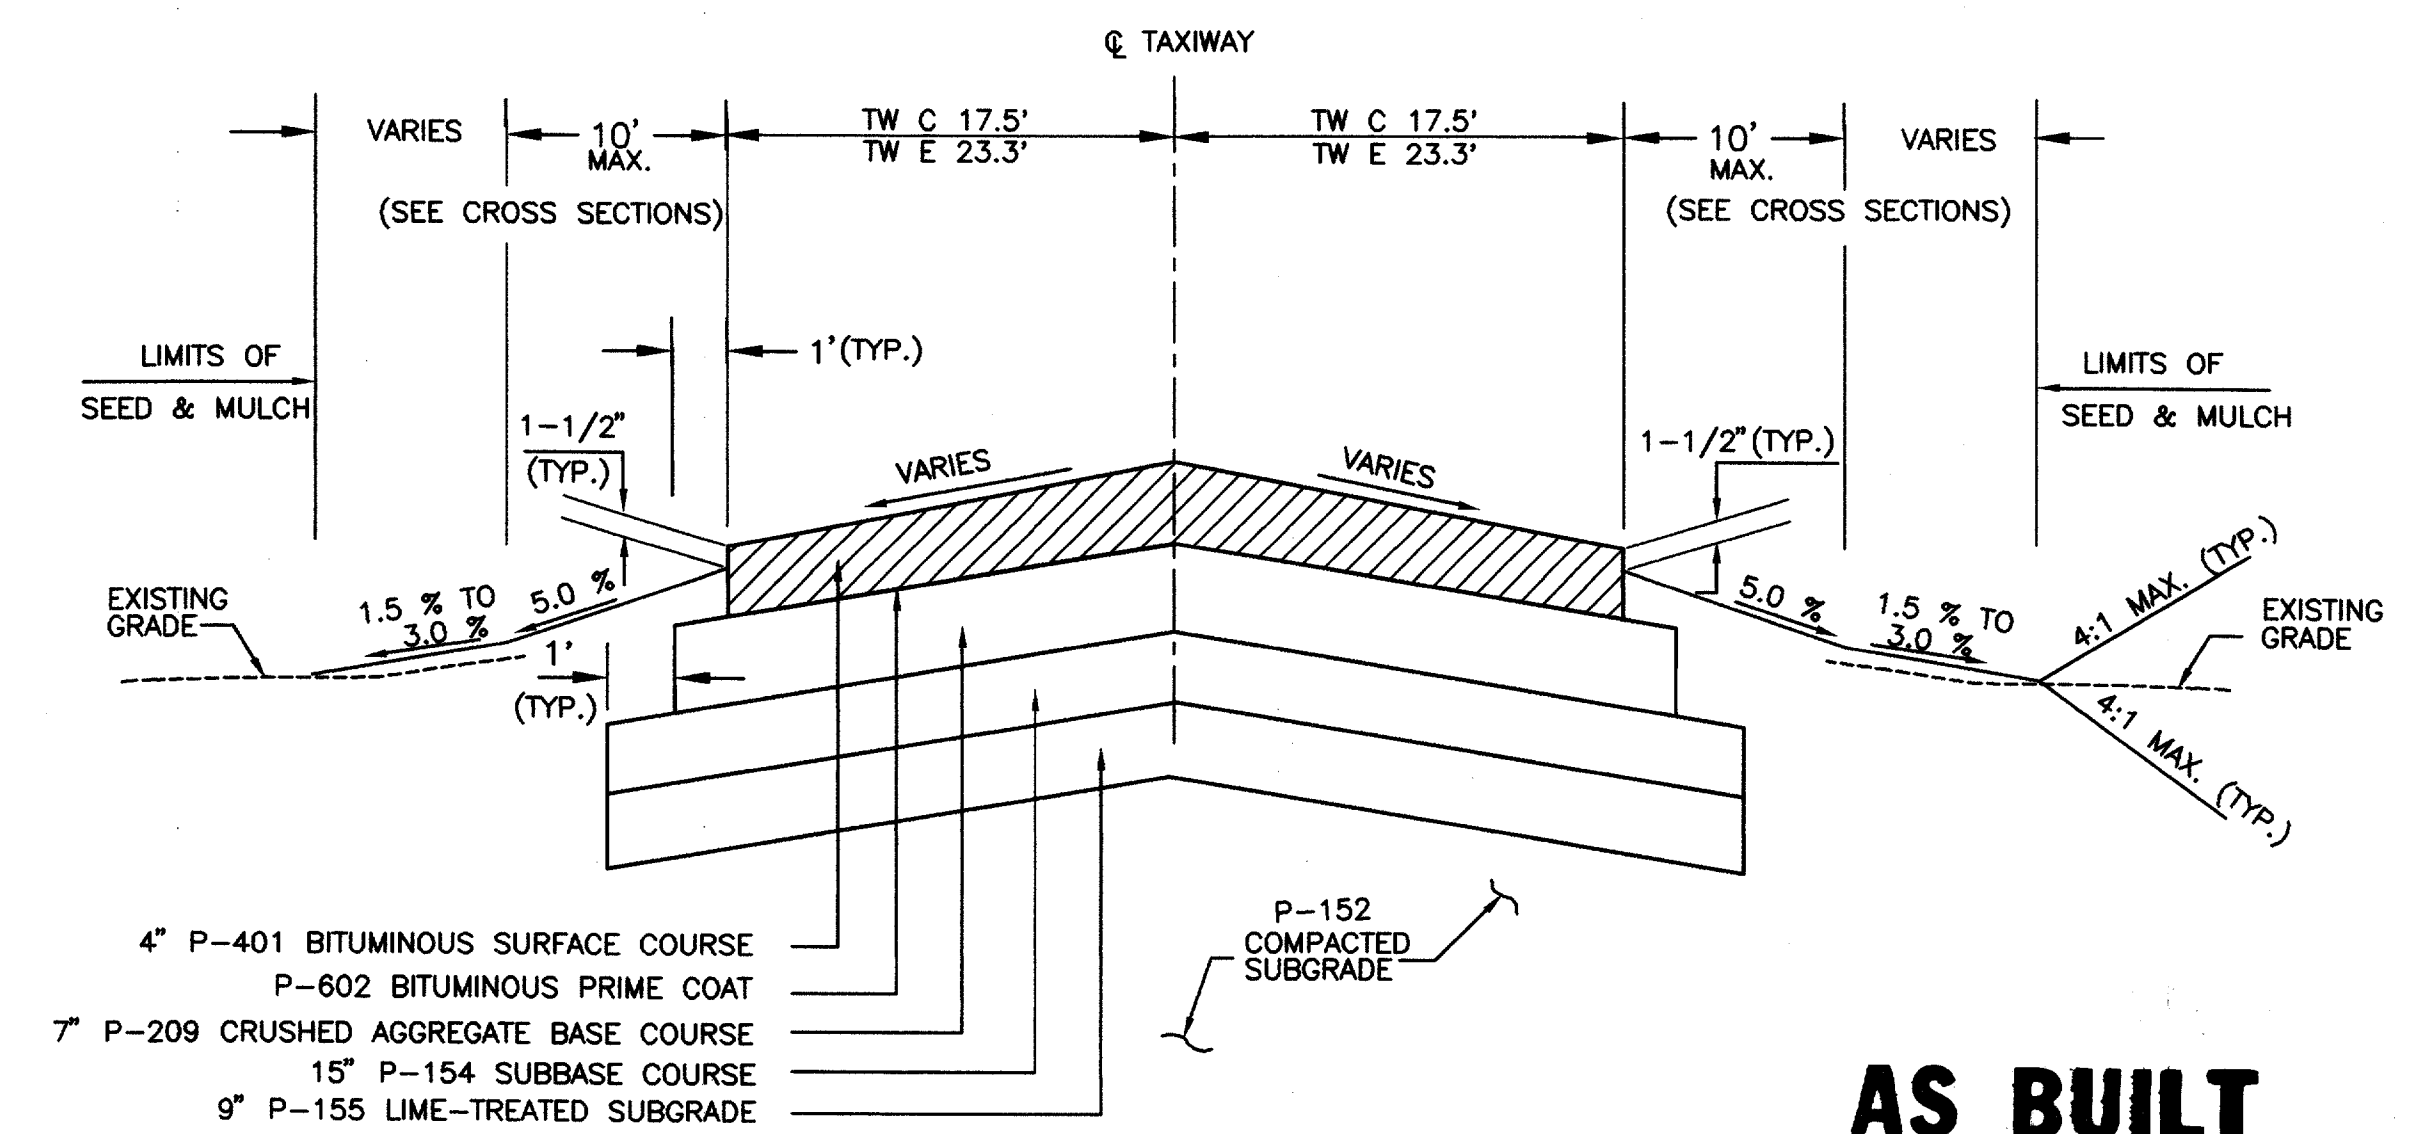 ℄ TAXIWAY
VARIES
10'
MAX.
TW C 17.5'
TW E 23.3'
TW C 17.5'
TW E 23.3'
10'
MAX.
VARIES
(SEE CROSS SECTIONS)
(SEE CROSS SECTIONS)
LIMITS OF
SEED & MULCH
1'(TYP.)
LIMITS OF
SEED & MULCH
1-1/2"
(TYP.)
VARIES
VARIES
1-1/2"(TYP.)
EXISTING
GRADE
1.5 % TO
3.0 %
5.0 %
1'
(TYP.)
5.0 %
1.5 % TO
3.0 %
4:1 MAX. (TYP.)
EXISTING
GRADE
4:1 MAX. (TYP.)
P-152
COMPACTED
SUBGRADE
4" P-401 BITUMINOUS SURFACE COURSE
P-602 BITUMINOUS PRIME COAT
7" P-209 CRUSHED AGGREGATE BASE COURSE
15" P-154 SUBBASE COURSE
9" P-155 LIME-TREATED SUBGRADE
AS BUILT